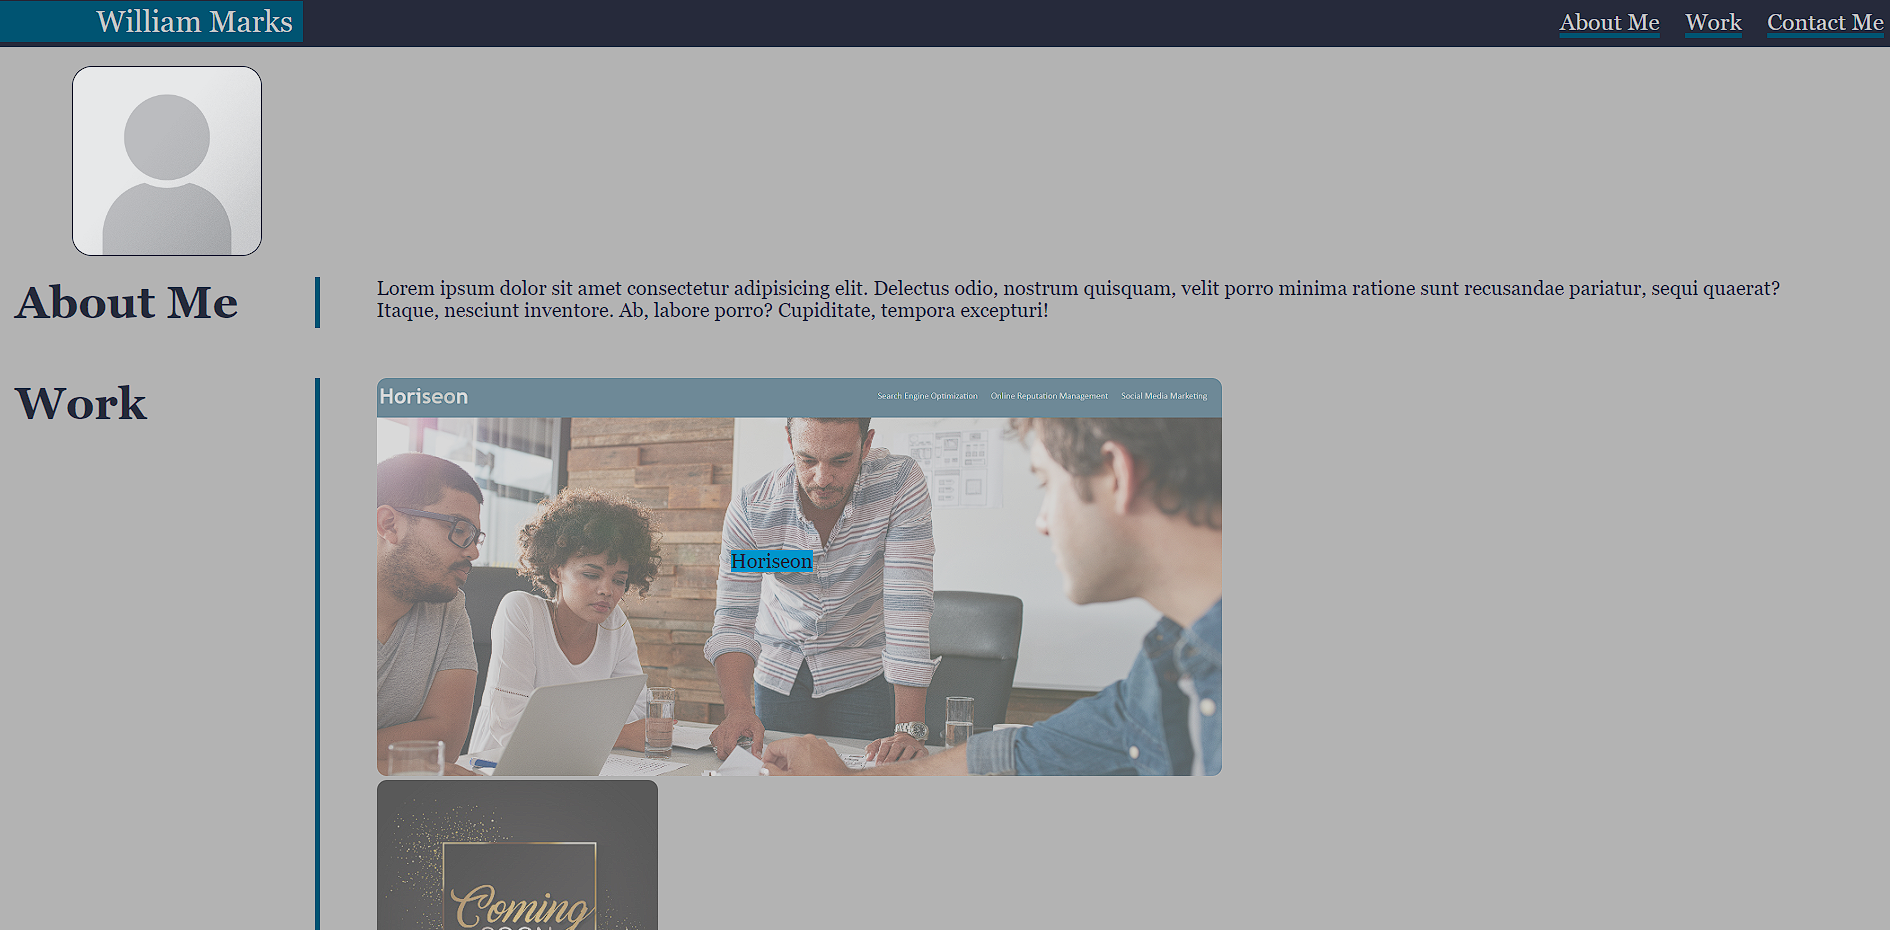 William Marks
About Me Work Contact Me
About Me
Lorem ipsum dolor sit amet consectetur adipisicing elit. Delectus odio, nostrum quisquam, velit porro minima ratione sunt recusandae pariatur, sequi quaerat?
Itaque, nesciunt inventore. Ab, labore porro? Cupiditate, tempora excepturi!
Work
Horiseon
Search Engine Optimization Online Reputation Management Social Media Marketing
Horiseon
Coming
SOON